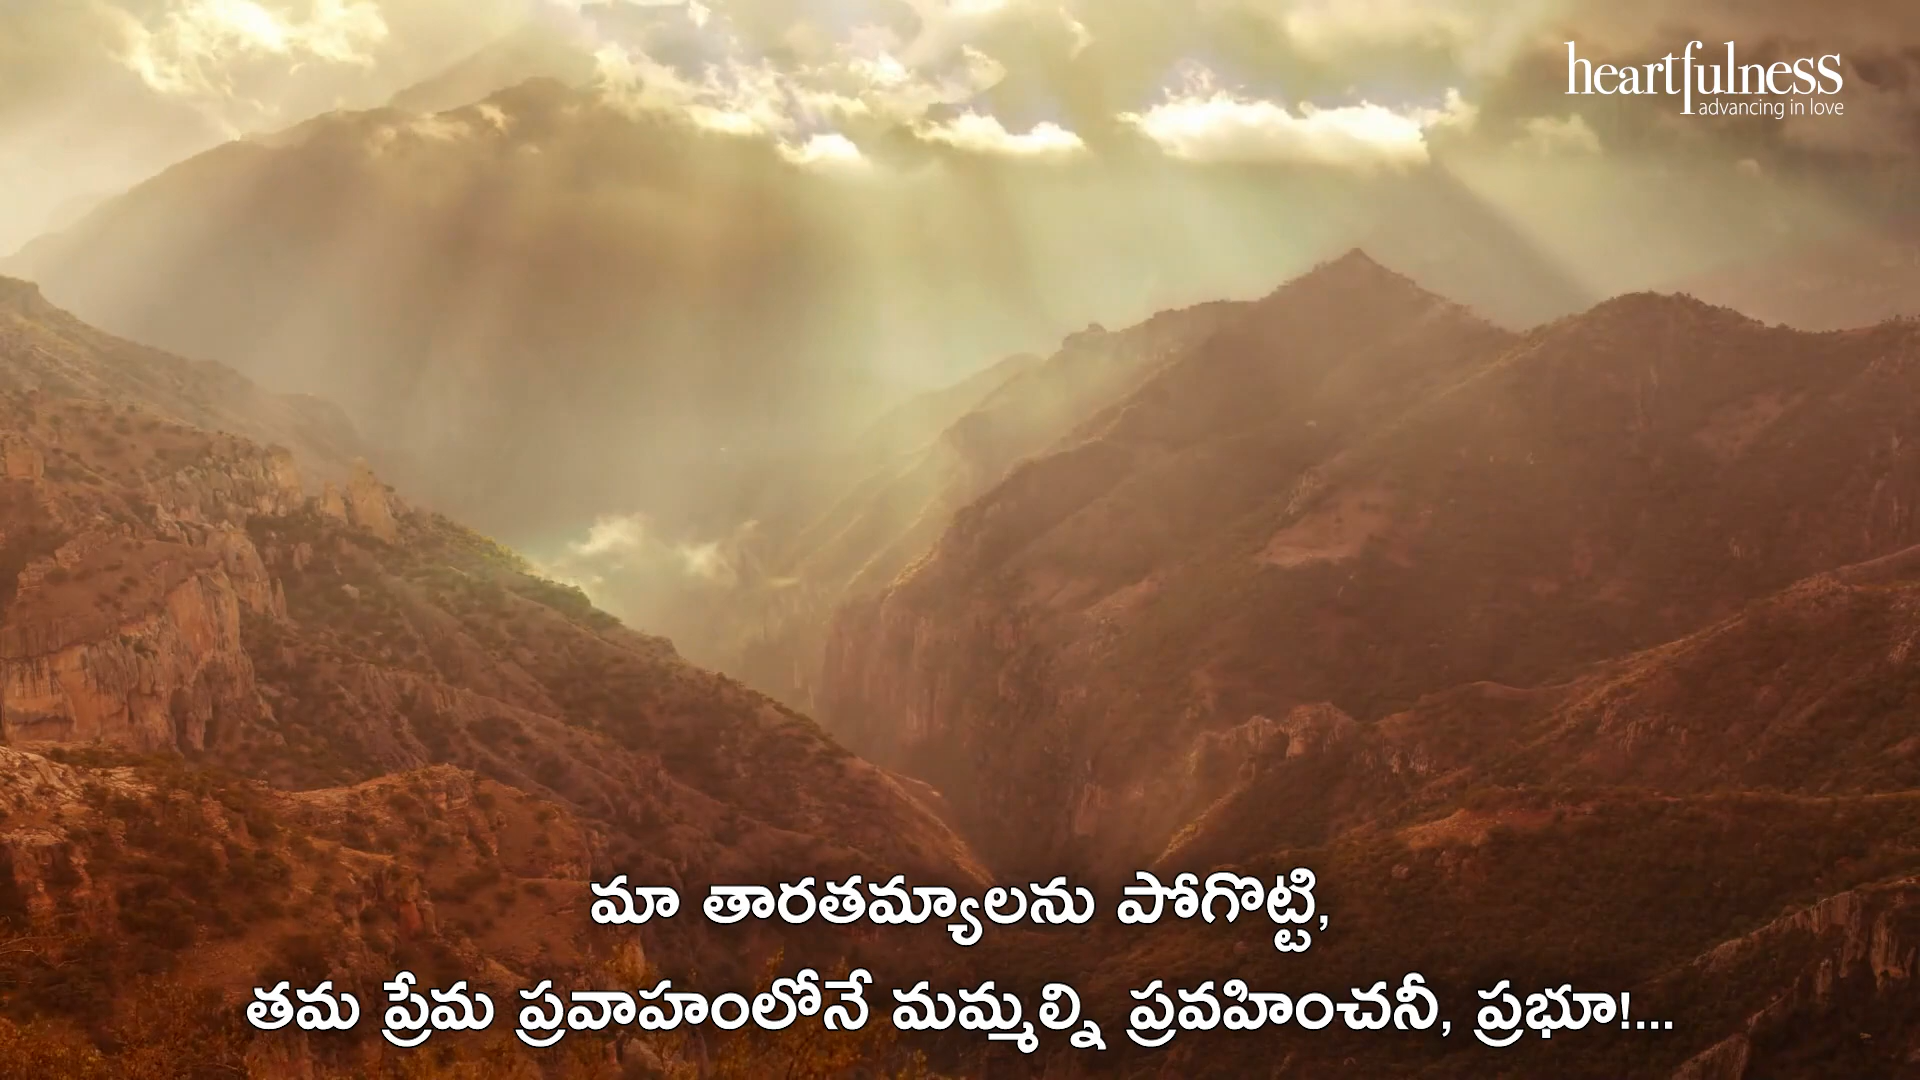 heartfulness
advancing in love
మా తారతమ్యాలను పోగొట్టి,
తమ ప్రేమ ప్రవాహంలోనే మమ్మల్ని ప్రవహించనీ, ప్రభూ!...